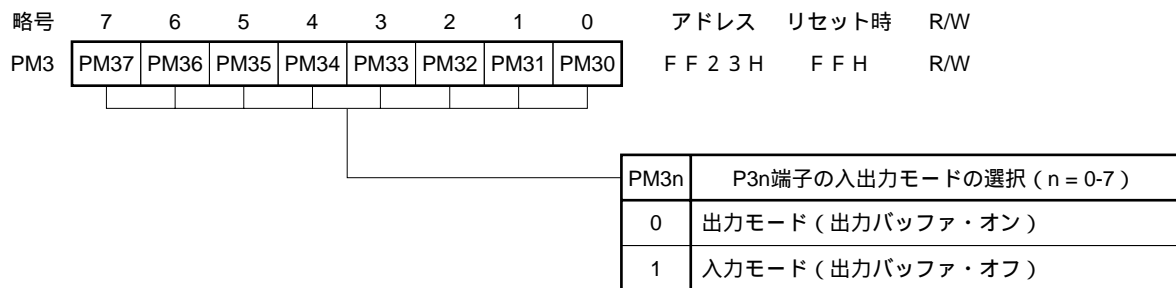 略号 7 6 5 4 3 2 1 0 アドレス リセット時 R/W
PM3 PM37 PM36 PM35 PM34 PM33 PM32 PM31 PM30 ＦＦ２３Ｈ ＦＦＨ R/W
PM3n P3n端子の入出力モードの選択（n = 0-7）
0 出力モード（出力バッファ・オン）
1 入力モード（出力バッファ・オフ）